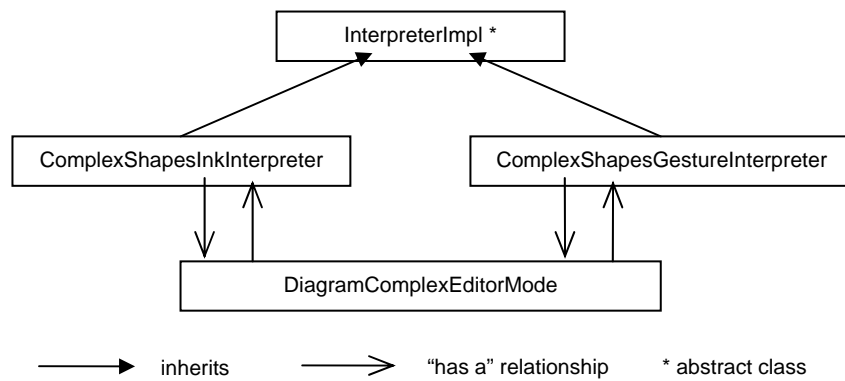 InterpreterImpl *
ComplexShapesInkInterpreter
ComplexShapesGestureInterpreter
DiagramComplexEditorMode
inherits
“has a” relationship
* abstract class